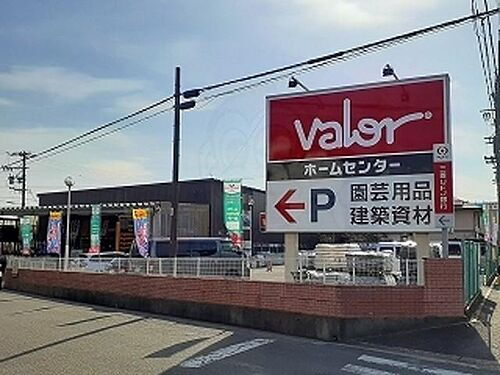 valor
ホームセンター
P
園芸用品
建築資材